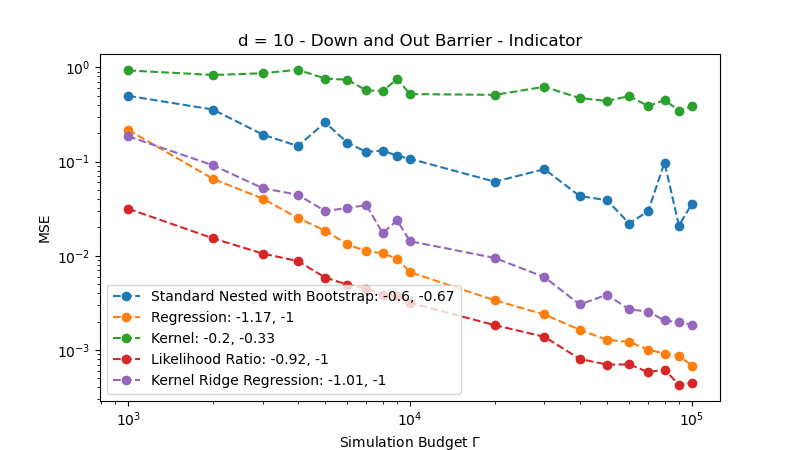 d = 10 - Down and Out Barrier - Indicator
MSE
10⁰
10⁻¹
10⁻²
10⁻³
Standard Nested with Bootstrap: -0.6, -0.67
Regression: -1.17, -1
Kernel: -0.2, -0.33
Likelihood Ratio: -0.92, -1
Kernel Ridge Regression: -1.01, -1
10³ 10⁴ 10⁵
Simulation Budget Γ